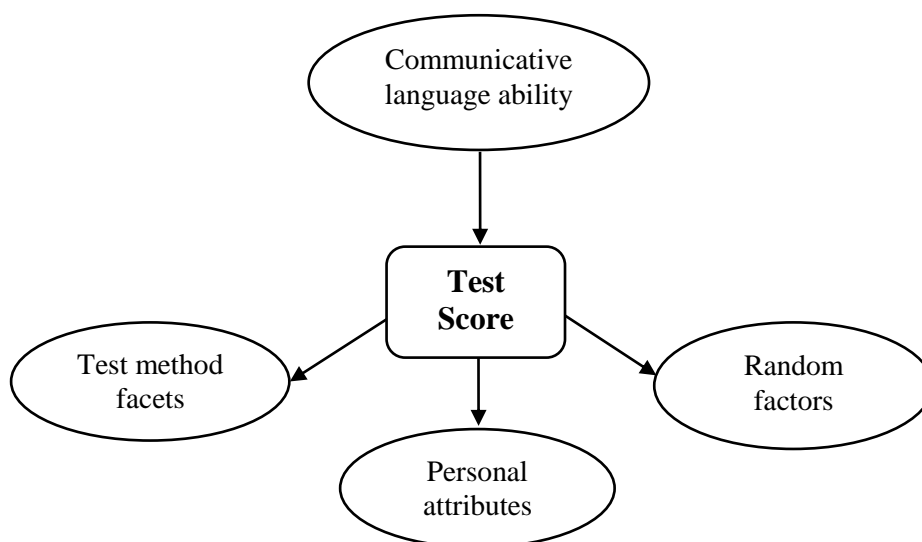 Communicative
language ability
Test
Score
Test method
facets
Random
factors
Personal
attributes